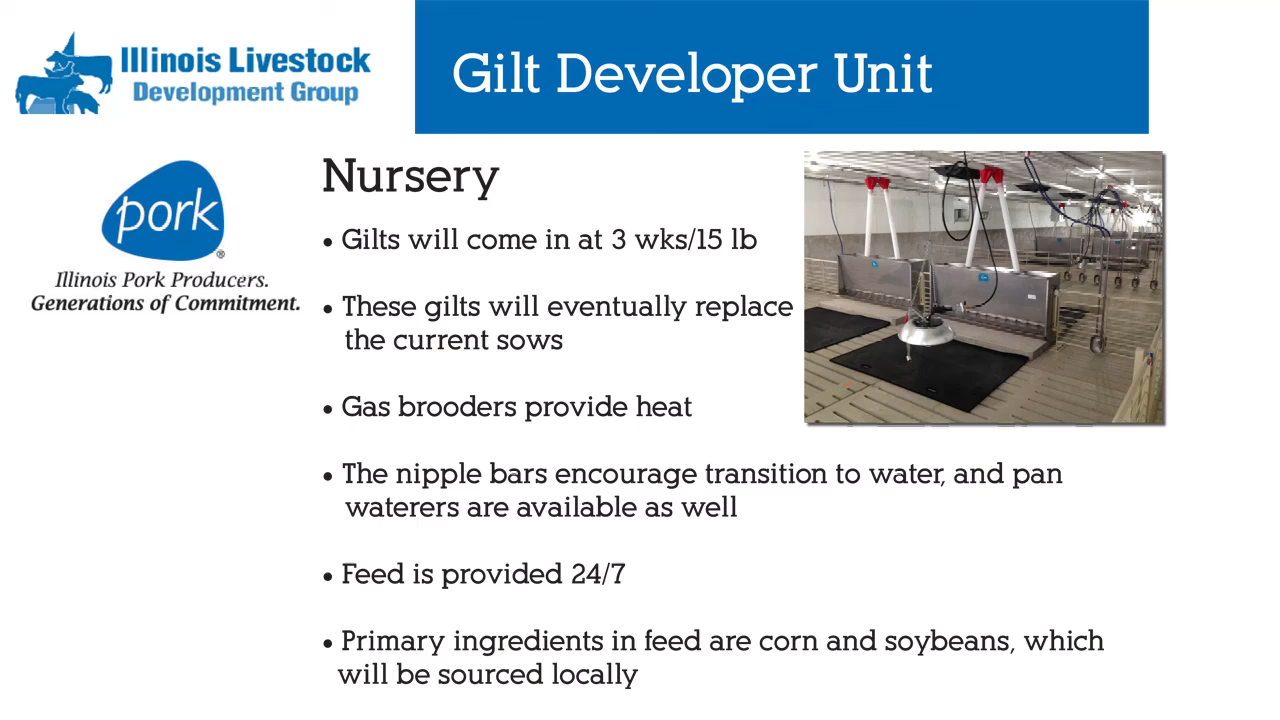 Illinois Livestock
Development Group
Gilt Developer Unit
pork
®
Illinois Pork Producers.
Generations of Commitment.
Nursery
• Gilts will come in at 3 wks/15 lb
• These gilts will eventually replace
the current sows
• Gas brooders provide heat
• The nipple bars encourage transition to water, and pan
waterers are available as well
• Feed is provided 24/7
• Primary ingredients in feed are corn and soybeans, which
will be sourced locally